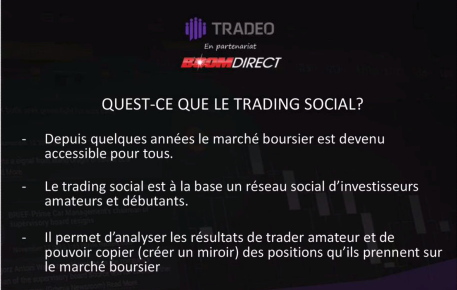 TRADEO
En partenariat
BOOMDIRECT
QUEST-CE QUE LE TRADING SOCIAL?
- Depuis quelques années le marché boursier est devenu
accessible pour tous.
- Le trading social est à la base un réseau social d'investisseurs
amateurs et débutants.
- Il permet d'analyser les résultats de trader amateur et de
pouvoir copier (créer un miroir) des positions qu'ils prennent sur
le marché boursier